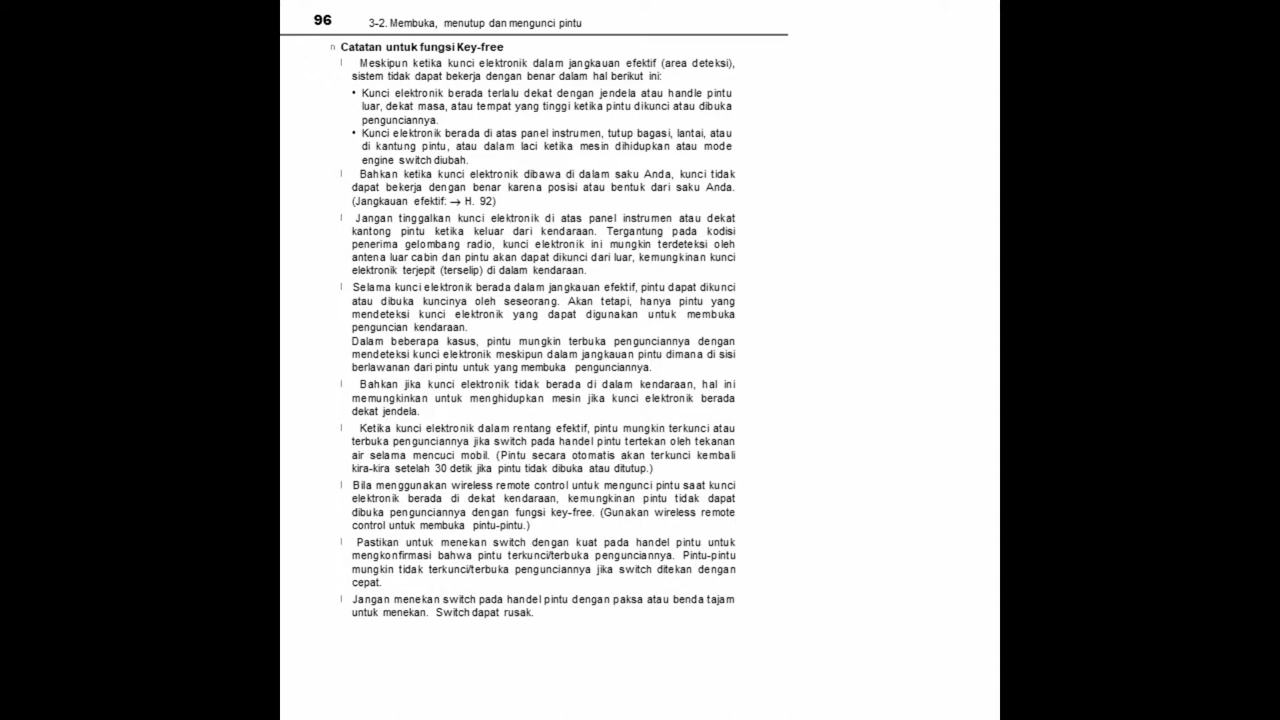 96 3-2. Membuka, menutup dan mengunci pintu
n Catatan untuk fungsi Key-free
l Meskipun ketika kunci elektronik dalam jangkauan efektif (area deteksi),
sistem tidak dapat bekerja dengan benar dalam hal berikut ini:
• Kunci elektronik berada terlalu dekat dengan jendela atau handle pintu
luar, dekat masa, atau tempat yang tinggi ketika pintu dikunci atau dibuka
pengunciannya.
• Kunci elektronik berada di atas panel instrumen, tutup bagasi, lantai, atau
di kantung pintu, atau dalam laci ketika mesin dihidupkan atau mode
engine switch diubah.
l Bahkan ketika kunci elektronik dibawa di dalam saku Anda, kunci tidak
dapat bekerja dengan benar karena posisi atau bentuk dari saku Anda.
(Jangkauan efektif: → H. 92)
l Jangan tinggalkan kunci elektronik di atas panel instrumen atau dekat
kantong pintu ketika keluar dari kendaraan. Tergantung pada kodisi
penerima gelombang radio, kunci elektronik ini mungkin terdeteksi oleh
antena luar cabin dan pintu akan dapat dikunci dari luar, kemungkinan kunci
elektronik terjepit (terselip) di dalam kendaraan.
l Selama kunci elektronik berada dalam jangkauan efektif, pintu dapat dikunci
atau dibuka kuncinya oleh seseorang. Akan tetapi, hanya pintu yang
mendeteksi kunci elektronik yang dapat digunakan untuk membuka
penguncian kendaraan.
Dalam beberapa kasus, pintu mungkin terbuka pengunciannya dengan
mendeteksi kunci elektronik meskipun dalam jangkauan pintu dimana di sisi
berlawanan dari pintu untuk yang membuka pengunciannya.
l Bahkan jika kunci elektronik tidak berada di dalam kendaraan, hal ini
memungkinkan untuk menghidupkan mesin jika kunci elektronik berada
dekat jendela.
l Ketika kunci elektronik dalam rentang efektif, pintu mungkin terkunci atau
terbuka pengunciannya jika switch pada handel pintu tertekan oleh tekanan
air selama mencuci mobil. (Pintu secara otomatis akan terkunci kembali
kira-kira setelah 30 detik jika pintu tidak dibuka atau ditutup.)
l Bila menggunakan wireless remote control untuk mengunci pintu saat kunci
elektronik berada di dekat kendaraan, kemungkinan pintu tidak dapat
dibuka pengunciannya dengan fungsi key-free. (Gunakan wireless remote
control untuk membuka pintu-pintu.)
l Pastikan untuk menekan switch dengan kuat pada handel pintu untuk
mengkonfirmasi bahwa pintu terkunci/terbuka pengunciannya. Pintu-pintu
mungkin tidak terkunci/terbuka pengunciannya jika switch ditekan dengan
cepat.
l Jangan menekan switch pada handel pintu dengan paksa atau benda tajam
untuk menekan. Switch dapat rusak.